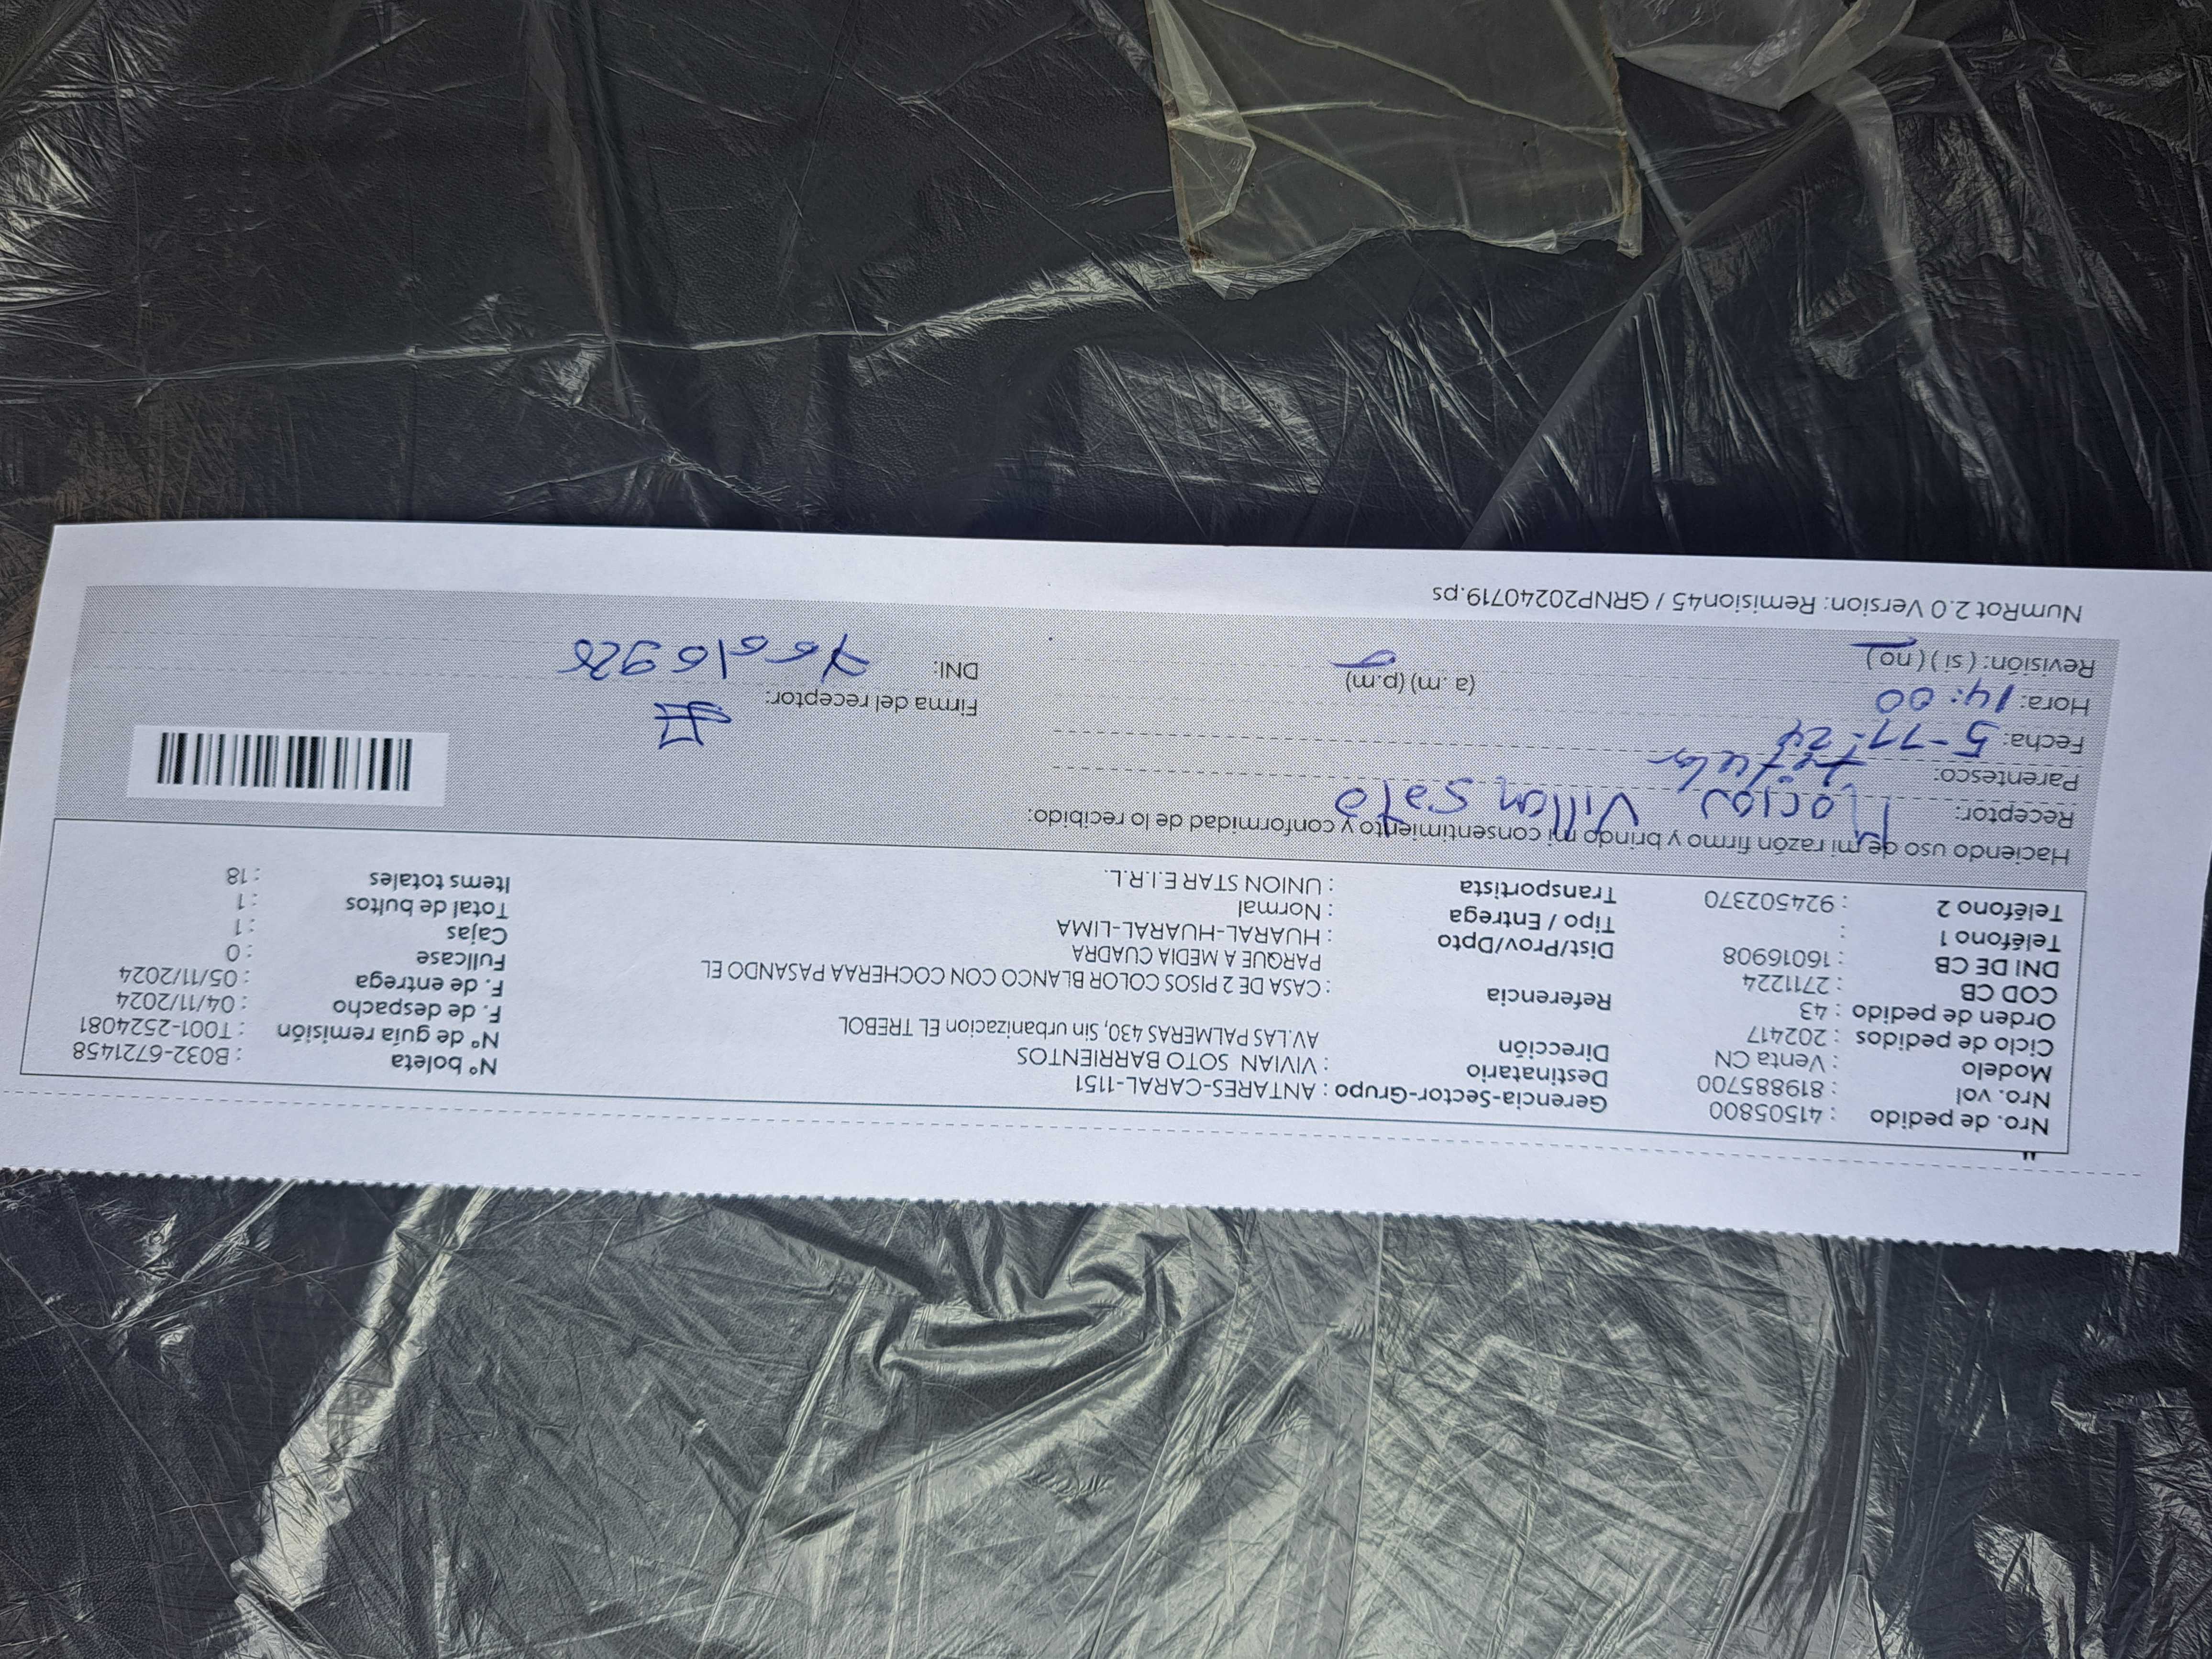 Nro. de pedido : 41505800 Gerencia-Sector-Grupo : ANTARES-CARAL-1151 N° boleta : B032-6721458
Nro. vol : 819885700 Destinatario : VIVIAN SOTO BARRIENTOS N° de guía remisión : T001-2524081
Modelo : Venta CN Dirección AV.LAS PALMERAS 430, Sin urbanizacion EL TREBOL F. de despacho : 04/11/2024
Ciclo de pedidos : 202417 F. de entrega : 05/11/2024
Orden de pedido : 43 Referencia : CASA DE 2 PISOS COLOR BLANCO CON COCHERAA PASANDO EL Fullcase : 0
COD CB : 2711224 PARQUE A MEDIA CUADRA Cajas : 1
DNI DE CB : 16016908 Dist/Prov/Dpto : HUARAL-HUARAL-LIMA Total de bultos : 1
Teléfono 1 : Tipo / Entrega : Normal Items totales : 18
Teléfono 2 : 924502370 Transportista : UNION STAR E.I.R.L.
Haciendo uso de mi razón firmo y brindo mi consentimiento y conformidad de lo recibido:
Receptor: Villan Soto
Parentesco:
Fecha: 5-11-24 Firma del receptor:
Hora: 14:00 (a .m) (p.m) DNI:
Revisión: ( si ) ( no )
NumRot 2.0 Version: Remision45 / GRNP20240719.ps